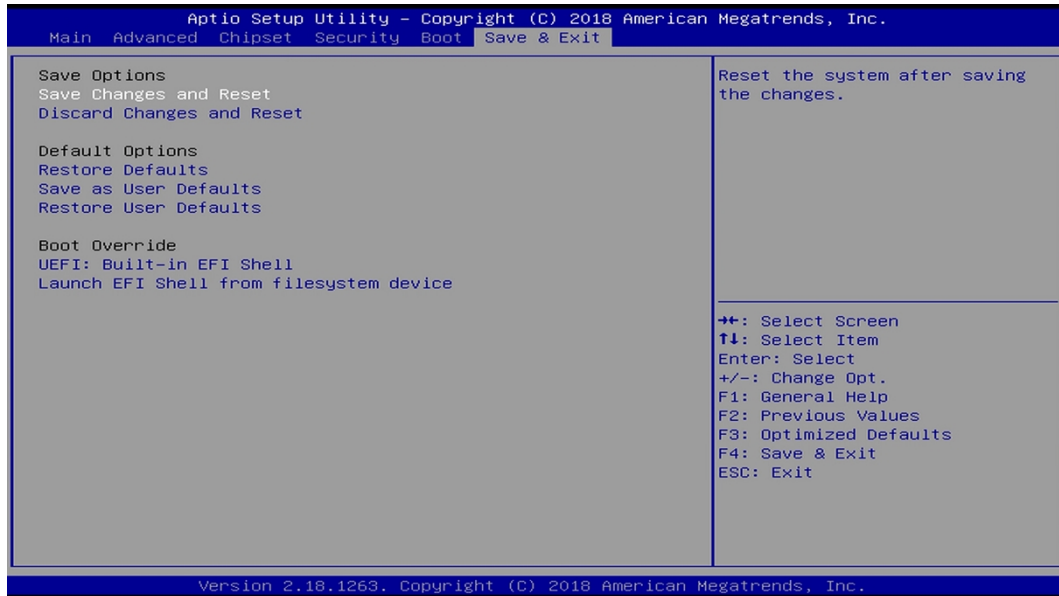 Aptio Setup Utility – Copyright (C) 2018 American Megatrends, Inc.
Main Advanced Chipset Security Boot Save & Exit
Save Options
Save Changes and Reset
Discard Changes and Reset
Default Options
Restore Defaults
Save as User Defaults
Restore User Defaults
Boot Override
UEFI: Built-in EFI Shell
Launch EFI Shell from filesystem device
Reset the system after saving
the changes.
→←: Select Screen
↑↓: Select Item
Enter: Select
+/-: Change Opt.
F1: General Help
F2: Previous Values
F3: Optimized Defaults
F4: Save & Exit
ESC: Exit
Version 2.18.1263. Copyright (C) 2018 American Megatrends, Inc.